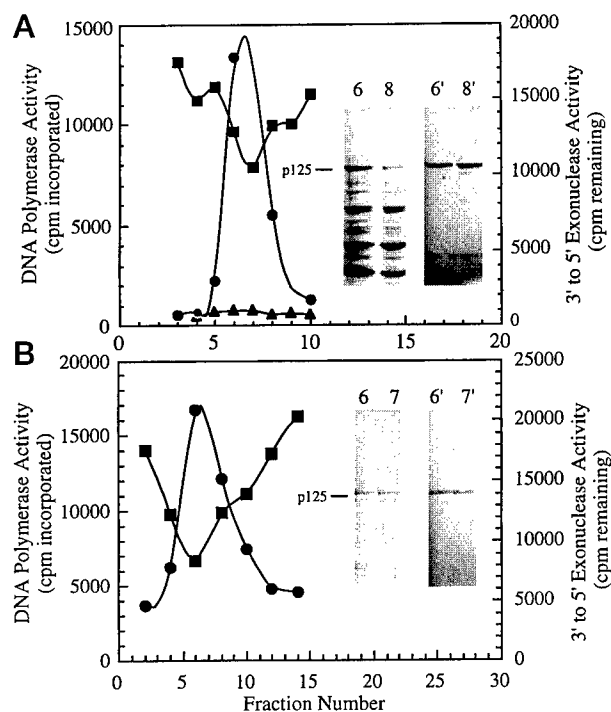 A
DNA Polymerase Activity
(cpm incorporated)
15000
10000
5000
0
20000
15000
10000
5000
0
3' to 5' Exonuclease Activity
(cpm remaining)
6 8 6' 8'
p125
0 5 10 15 20
B
DNA Polymerase Activity
(cpm incorporated)
20000
15000
10000
5000
0
25000
20000
15000
10000
5000
0
3' to 5' Exonuclease Activity
(cpm remaining)
6 7 6' 7'
p125
0 5 10 15 20 25 30
Fraction Number